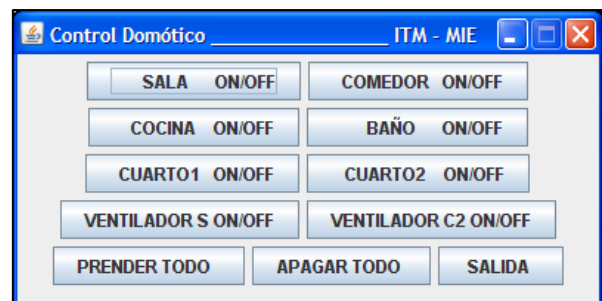 Control Domótico __________________ ITM - MIE
SALA ON/OFF COMEDOR ON/OFF
COCINA ON/OFF BAÑO ON/OFF
CUARTO1 ON/OFF CUARTO2 ON/OFF
VENTILADOR S ON/OFF VENTILADOR C2 ON/OFF
PRENDER TODO APAGAR TODO SALIDA